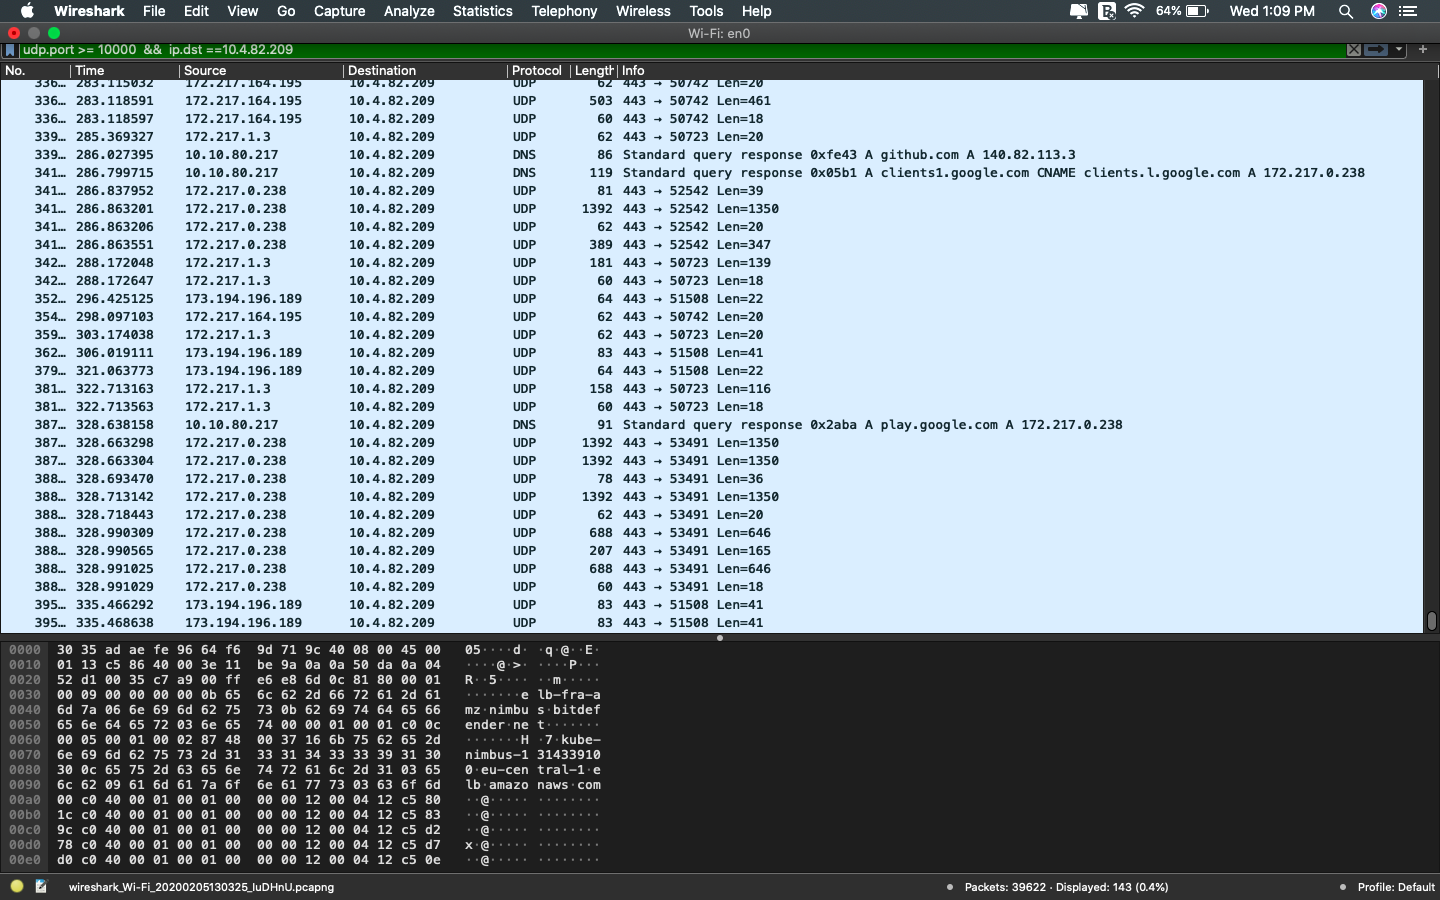 Wireshark File Edit View Go Capture Analyze Statistics Telephony Wireless Tools Help 64% Wed 1:09 PM
Wi-Fi: en0
udp.port >= 10000 && ip.dst ==10.4.82.209
No. Time Source Destination Protocol Length Info
336… 283.115032 172.217.164.195 10.4.82.209 UDP 62 443 → 50742 Len=20
336… 283.118591 172.217.164.195 10.4.82.209 UDP 503 443 → 50742 Len=461
336… 283.118597 172.217.164.195 10.4.82.209 UDP 60 443 → 50742 Len=18
339… 285.369327 172.217.1.3 10.4.82.209 UDP 62 443 → 50723 Len=20
339… 286.027395 10.10.80.217 10.4.82.209 DNS 86 Standard query response 0xfe43 A github.com A 140.82.113.3
341… 286.799715 10.10.80.217 10.4.82.209 DNS 119 Standard query response 0x05b1 A clients1.google.com CNAME clients.l.google.com A 172.217.0.238
341… 286.837952 172.217.0.238 10.4.82.209 UDP 81 443 → 52542 Len=39
341… 286.863201 172.217.0.238 10.4.82.209 UDP 1392 443 → 52542 Len=1350
341… 286.863206 172.217.0.238 10.4.82.209 UDP 62 443 → 52542 Len=20
341… 286.863551 172.217.0.238 10.4.82.209 UDP 389 443 → 52542 Len=347
342… 288.172048 172.217.1.3 10.4.82.209 UDP 181 443 → 50723 Len=139
342… 288.172647 172.217.1.3 10.4.82.209 UDP 60 443 → 50723 Len=18
352… 296.425125 173.194.196.189 10.4.82.209 UDP 64 443 → 51508 Len=22
354… 298.097103 172.217.164.195 10.4.82.209 UDP 62 443 → 50742 Len=20
359… 303.174038 172.217.1.3 10.4.82.209 UDP 62 443 → 50723 Len=20
362… 306.019111 173.194.196.189 10.4.82.209 UDP 83 443 → 51508 Len=41
379… 321.063773 173.194.196.189 10.4.82.209 UDP 64 443 → 51508 Len=22
381… 322.713163 172.217.1.3 10.4.82.209 UDP 158 443 → 50723 Len=116
381… 322.713563 172.217.1.3 10.4.82.209 UDP 60 443 → 50723 Len=18
387… 328.638158 10.10.80.217 10.4.82.209 DNS 91 Standard query response 0x2aba A play.google.com A 172.217.0.238
387… 328.663298 172.217.0.238 10.4.82.209 UDP 1392 443 → 53491 Len=1350
387… 328.663304 172.217.0.238 10.4.82.209 UDP 1392 443 → 53491 Len=1350
388… 328.693470 172.217.0.238 10.4.82.209 UDP 78 443 → 53491 Len=36
388… 328.713142 172.217.0.238 10.4.82.209 UDP 1392 443 → 53491 Len=1350
388… 328.718443 172.217.0.238 10.4.82.209 UDP 62 443 → 53491 Len=20
388… 328.990309 172.217.0.238 10.4.82.209 UDP 688 443 → 53491 Len=646
388… 328.990565 172.217.0.238 10.4.82.209 UDP 207 443 → 53491 Len=165
388… 328.991025 172.217.0.238 10.4.82.209 UDP 688 443 → 53491 Len=646
388… 328.991029 172.217.0.238 10.4.82.209 UDP 60 443 → 53491 Len=18
395… 335.466292 173.194.196.189 10.4.82.209 UDP 83 443 → 51508 Len=41
395… 335.468638 173.194.196.189 10.4.82.209 UDP 83 443 → 51508 Len=41
0000 30 35 ad ae fe 96 64 f6 9d 71 9c 40 08 00 45 00 05····d· ·q·@··E·
0010 01 13 c5 86 40 00 3e 11 be 9a 0a 0a 50 da 0a 04 ····@·>· ····P···
0020 52 d1 00 35 c7 a9 00 ff e6 e8 6d 0c 81 80 00 01 R··5···· ··m·····
0030 00 09 00 00 00 00 0b 65 6c 62 2d 66 72 61 2d 61 ·······e lb-fra-a
0040 6d 7a 06 6e 69 6d 62 75 73 0b 62 69 74 64 65 66 mz·nimbu s·bitdef
0050 65 6e 64 65 72 03 6e 65 74 00 00 01 00 01 c0 0c ender·ne t·······
0060 00 05 00 01 00 02 87 48 00 37 16 6b 75 62 65 2d ·······H ·7·kube-
0070 6e 69 6d 62 75 73 2d 31 33 31 34 33 33 39 31 30 nimbus-1 31433910
0080 30 0c 65 75 2d 63 65 6e 74 72 61 6c 2d 31 03 65 0·eu-cen tral-1·e
0090 6c 62 09 61 6d 61 7a 6f 6e 61 77 73 03 63 6f 6d lb·amazo naws·com
00a0 00 c0 40 00 01 00 01 00 00 00 12 00 04 12 c5 80 ··@····· ········
00b0 1c c0 40 00 01 00 01 00 00 00 12 00 04 12 c5 83 ··@····· ········
00c0 9c c0 40 00 01 00 01 00 00 00 12 00 04 12 c5 d2 ··@····· ········
00d0 78 c0 40 00 01 00 01 00 00 00 12 00 04 12 c5 d7 x·@····· ········
00e0 d0 c0 40 00 01 00 01 00 00 00 12 00 04 12 c5 0e ··@····· ········
wireshark_Wi-Fi_20200205130325_luDHnU.pcapng Packets: 39622 · Displayed: 143 (0.4%) Profile: Default